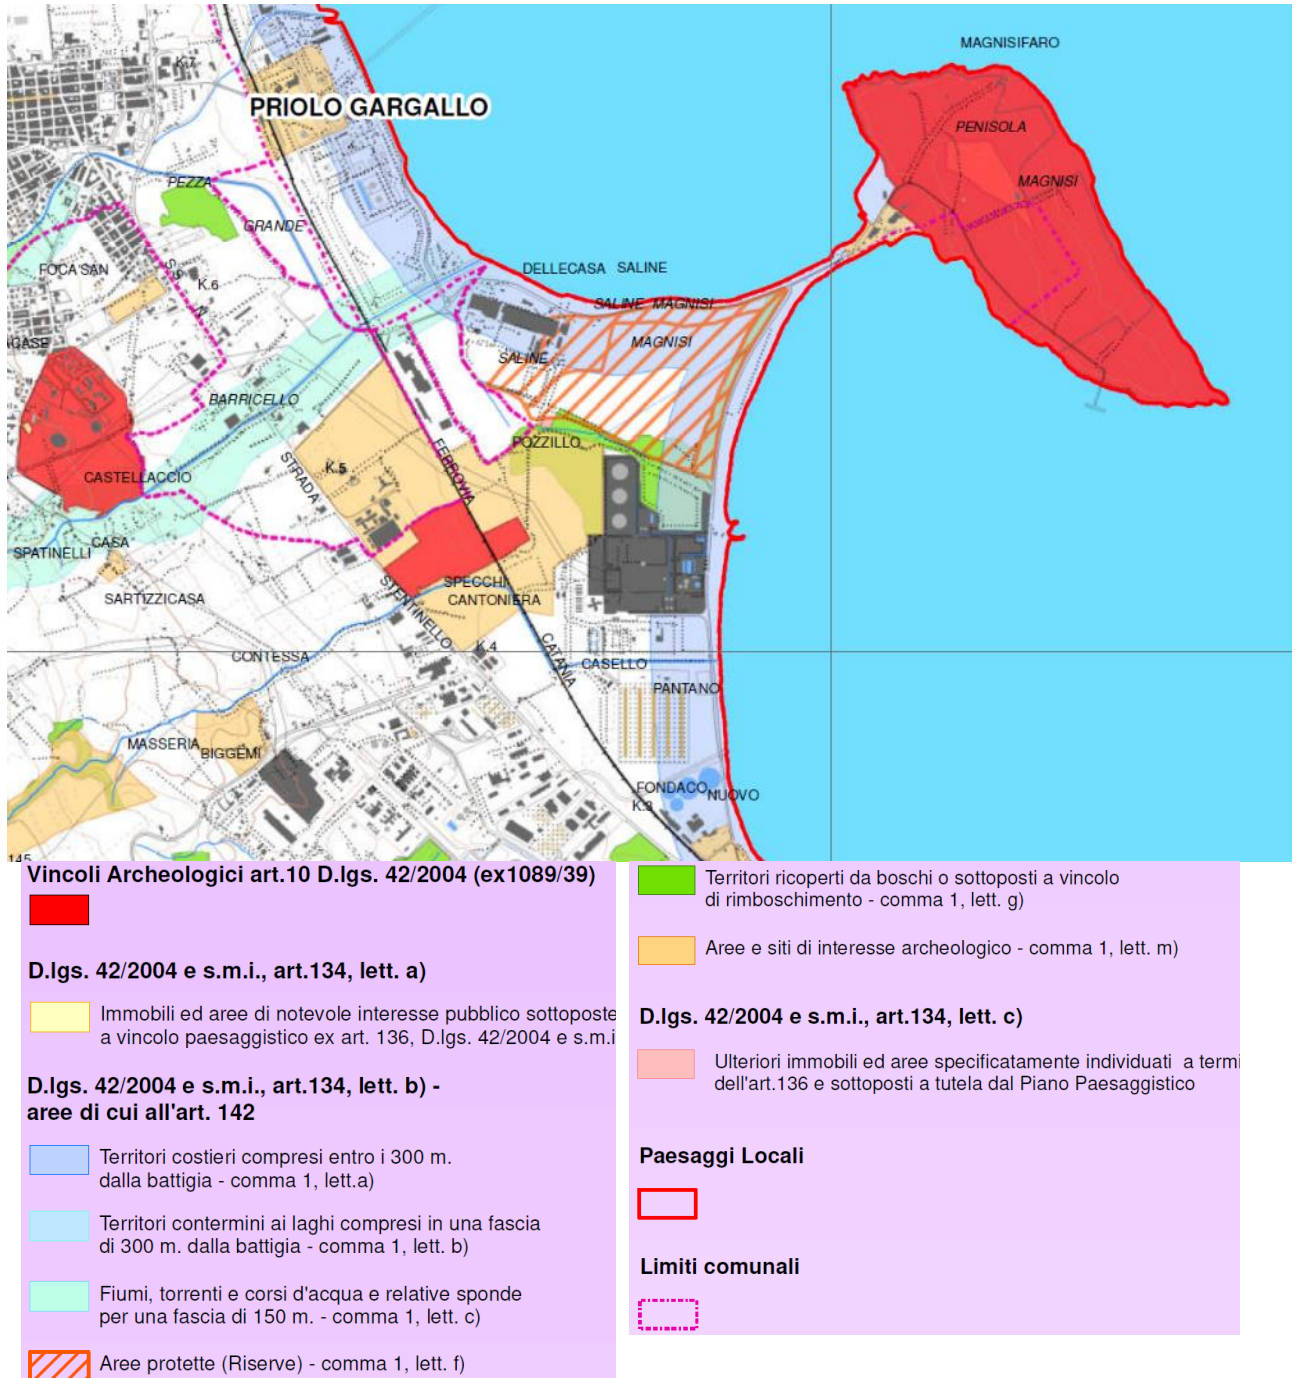 MAGNISIFARO
K.7
PRIOLO GARGALLO
PENISOLA
PEZZA
MAGNISI
GRANDE
FOCA'SAN
DELLECASA SALINE
K.6
SALINE MAGNISI
MAGNISI
SALINE
BARRICELLO
POZZILLO
FERROVIA
STRADA
K.5
CASTELLACCIO
CASA
SPATINELLI
SPECCHI
SARTIZZICASA
STENTINELLO
CANTONIERA
K.4
CONTESSA
CATANIA
CASELLO
PANTANO
MASSERIA
BIGGEMI
FONDACO
NUOVO
K.3
145
Vincoli Archeologici art.10 D.lgs. 42/2004 (ex1089/39)
D.lgs. 42/2004 e s.m.i., art.134, lett. a)
Immobili ed aree di notevole interesse pubblico sottoposte
a vincolo paesaggistico ex art. 136, D.lgs. 42/2004 e s.m.i
D.lgs. 42/2004 e s.m.i., art.134, lett. b) -
aree di cui all'art. 142
Territori costieri compresi entro i 300 m.
dalla battigia - comma 1, lett.a)
Territori contermini ai laghi compresi in una fascia
di 300 m. dalla battigia - comma 1, lett. b)
Fiumi, torrenti e corsi d'acqua e relative sponde
per una fascia di 150 m. - comma 1, lett. c)
Aree protette (Riserve) - comma 1, lett. f)
Territori ricoperti da boschi o sottoposti a vincolo
di rimboschimento - comma 1, lett. g)
Aree e siti di interesse archeologico - comma 1, lett. m)
D.lgs. 42/2004 e s.m.i., art.134, lett. c)
Ulteriori immobili ed aree specificatamente individuati a termi
dell'art.136 e sottoposti a tutela dal Piano Paesaggistico
Paesaggi Locali
Limiti comunali